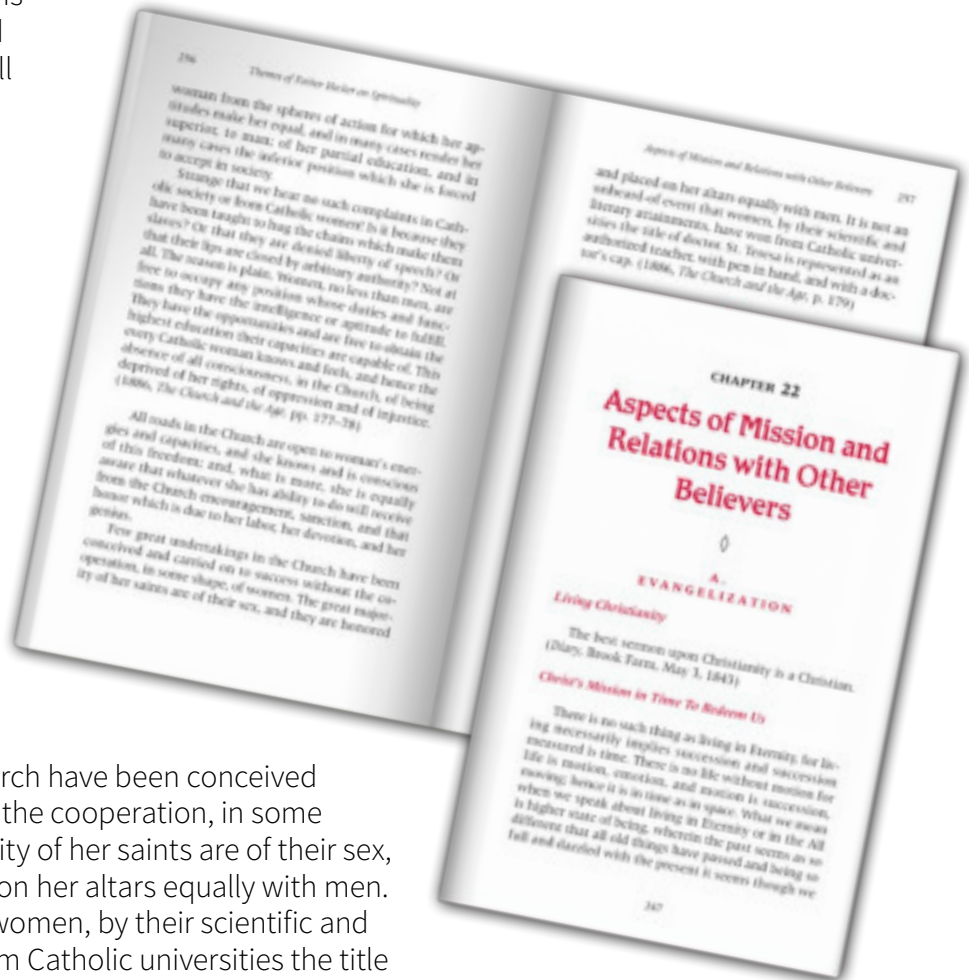 ll
296
Themes of Father Hecker on Spirituality
woman from the spheres of action for which her ap-
titudes make her equal, and in many cases render her
superior, to man; of her partial education, and in
many cases the inferior position which she is forced
to accept in society.
Strange that we hear no such complaints in Cath-
olic society or from Catholic women! Is it because they
have been taught to hug the chains which make them
slaves? Or that they are denied liberty of speech? Or
that their lips are closed by arbitrary authority? Not at
all. The reason is plain. Women, no less than men, are
free to occupy any position whose duties and func-
tions they have the intelligence or aptitude to fulfill.
They have the opportunities and are free to obtain the
highest education their capacities are capable of. This
every Catholic woman knows and feels, and hence the
absence of all consciousness, in the Church, of being
deprived of her rights, of oppression and of injustice.
(1886, The Church and the Age, pp. 177–78)
All roads in the Church are open to woman's ener-
gies and capacities, and she knows and is conscious
of this freedom; and, what is more, she is equally
aware that whatever she has ability to do will receive
from the Church encouragement, sanction, and that
honor which is due to her labor, her devotion, and her
genius.
Few great undertakings in the Church have been
conceived and carried on to success without the co-
operation, in some shape, of women. The great major-
ity of her saints are of their sex, and they are honored
Aspects of Mission and Relations with Other Believers
297
and placed on her altars equally with men. It is not an
unheard-of event that women, by their scientific and
literary attainments, have won from Catholic univer-
sities the title of doctor. St. Teresa is represented as an
authorized teacher, with pen in hand, and with a doc-
tor's cap. (1886, The Church and the Age, p. 179)
CHAPTER 22
Aspects of Mission and
Relations with Other
Believers
A.
EVANGELIZATION
Living Christianity
The best sermon upon Christianity is a Christian.
(Diary, Brook Farm, May 3, 1843)
Christ's Mission in Time To Redeem Us
There is no such thing as living in Eternity, for liv-
ing necessarily implies succession and succession
measured is time. There is no life without motion for
life is motion, emotion, and motion is succession,
moving; hence it is in time as in space. What we mean
when we speak about living in Eternity or in the All
is higher state of being, wherein the past seems as so
different that all old things have passed and being so
full and dazzled with the present it seems though we
347
rch have been conceived
the cooperation, in some
ity of her saints are of their sex,
on her altars equally with men.
women, by their scientific and
m Catholic universities the title